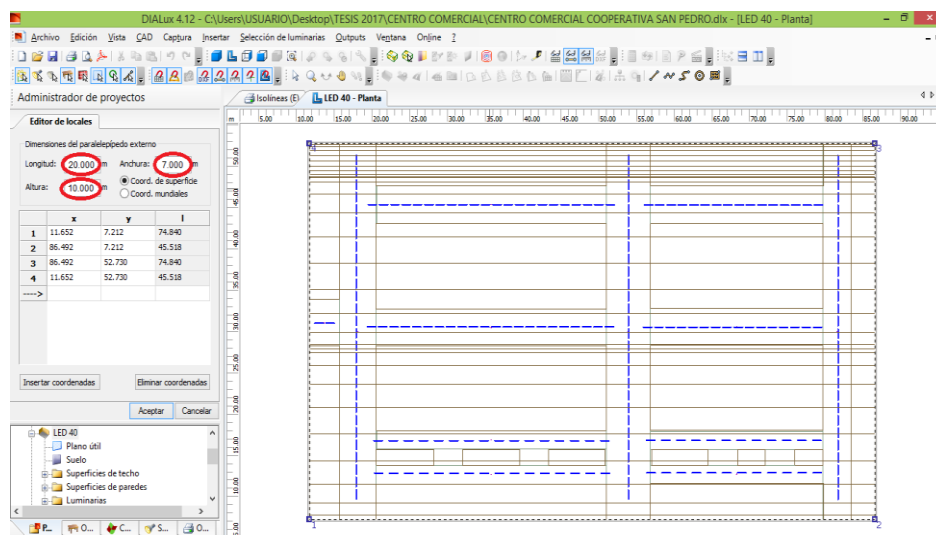 DIALux 4.12 - C:\Users\USUARIO\Desktop\TESIS 2017\CENTRO COMERCIAL\CENTRO COMERCIAL COOPERATIVA SAN PEDRO.dlx - [LED 40 - Planta]
Archivo Edición Vista CAD Captura Insertar Selección de luminarias Outputs Ventana Online ?
Administrador de proyectos
Isolíneas (E) LED 40 - Planta
Editor de locales
m 5.00 10.00 15.00 20.00 25.00 30.00 35.00 40.00 45.00 50.00 55.00 60.00 65.00 70.00 75.00 80.00 85.00 90.00
Dimensiones del paralelepípedo externo
Longitud: 20.000 m Anchura: 7.000 m
Altura: 10.000 m Coord. de superficie
Coord. mundiales
x y l
1 11.652 7.212 74.840
2 86.492 7.212 45.518
3 86.492 52.730 74.840
4 11.652 52.730 45.518
---->
Insertar coordenadas Eliminar coordenadas
Aceptar Cancelar
LED 40
Plano útil
Suelo
Superficies de techo
Superficies de paredes
Luminarias
P... O... C... S... O...
50.00
45.00
40.00
35.00
30.00
25.00
20.00
15.00
10.00
5.00
4 3
1 2